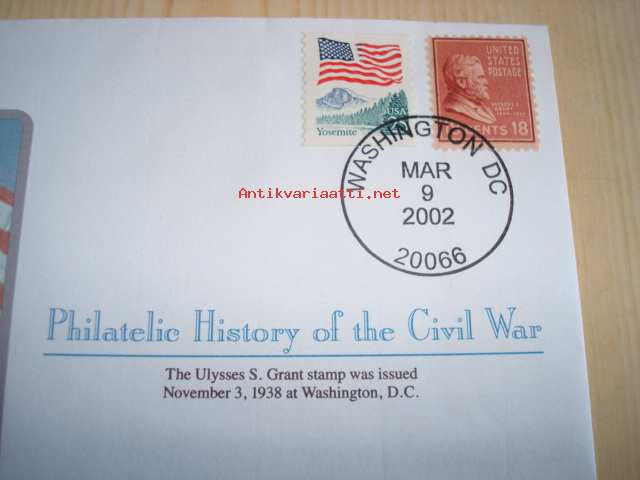 UNITED
STATES
POSTAGE
CENTS 18
USA
Yosemite
WASHINGTON DC
MAR
9
2002
20066
Antikvariaatti.net
Philatelic History of the Civil War
The Ulysses S. Grant stamp was issued
November 3, 1938 at Washington, D.C.